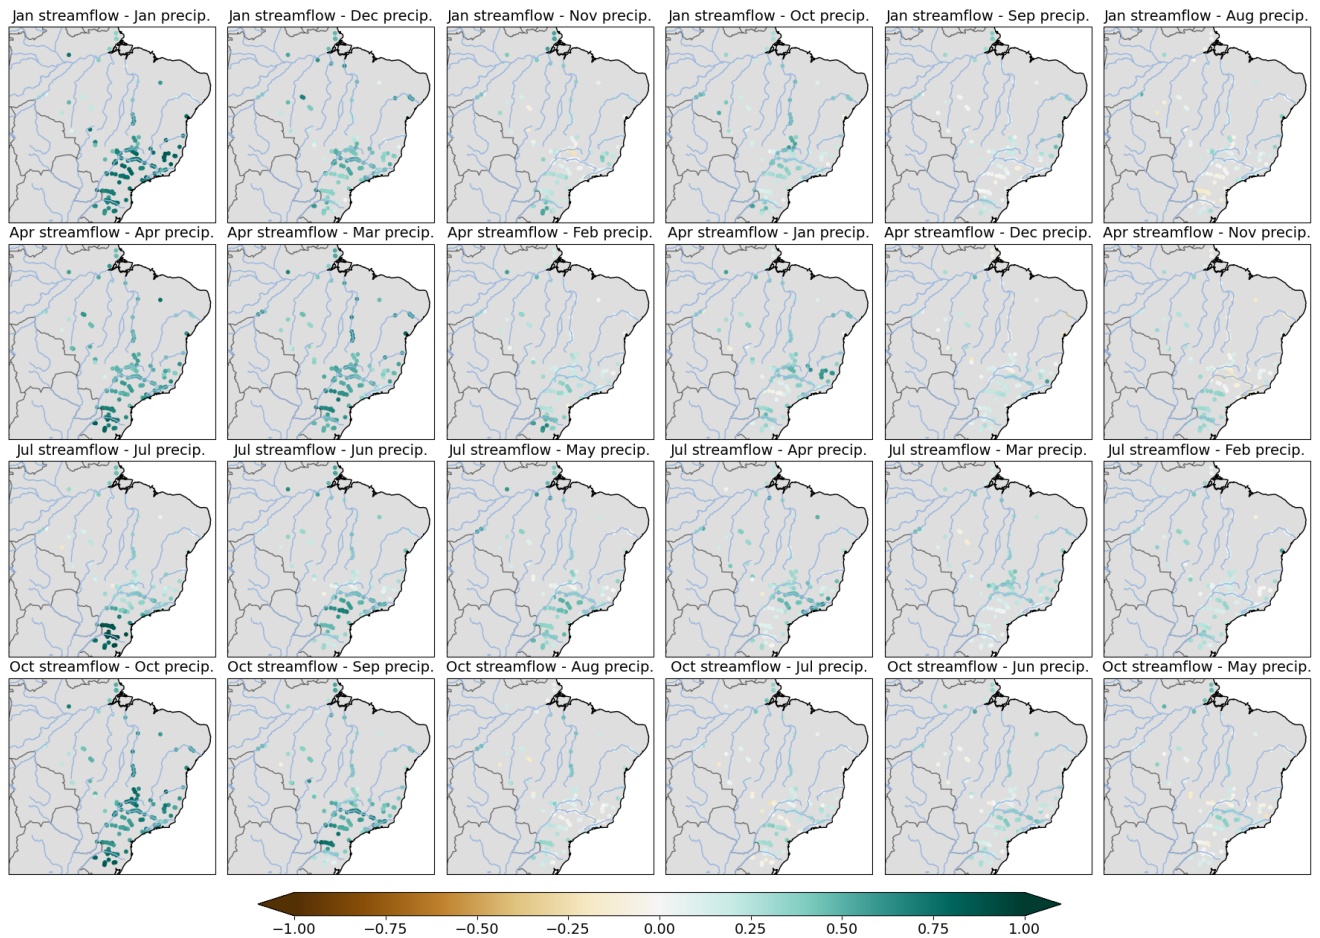 Jan streamflow - Jan precip.
Jan streamflow - Dec precip.
Jan streamflow - Nov precip.
Jan streamflow - Oct precip.
Jan streamflow - Sep precip.
Jan streamflow - Aug precip.
Apr streamflow - Apr precip.
Apr streamflow - Mar precip.
Apr streamflow - Feb precip.
Apr streamflow - Jan precip.
Apr streamflow - Dec precip.
Apr streamflow - Nov precip.
Jul streamflow - Jul precip.
Jul streamflow - Jun precip.
Jul streamflow - May precip.
Jul streamflow - Apr precip.
Jul streamflow - Mar precip.
Jul streamflow - Feb precip.
Oct streamflow - Oct precip.
Oct streamflow - Sep precip.
Oct streamflow - Aug precip.
Oct streamflow - Jul precip.
Oct streamflow - Jun precip.
Oct streamflow - May precip.
−1.00 −0.75 −0.50 −0.25 0.00 0.25 0.50 0.75 1.00